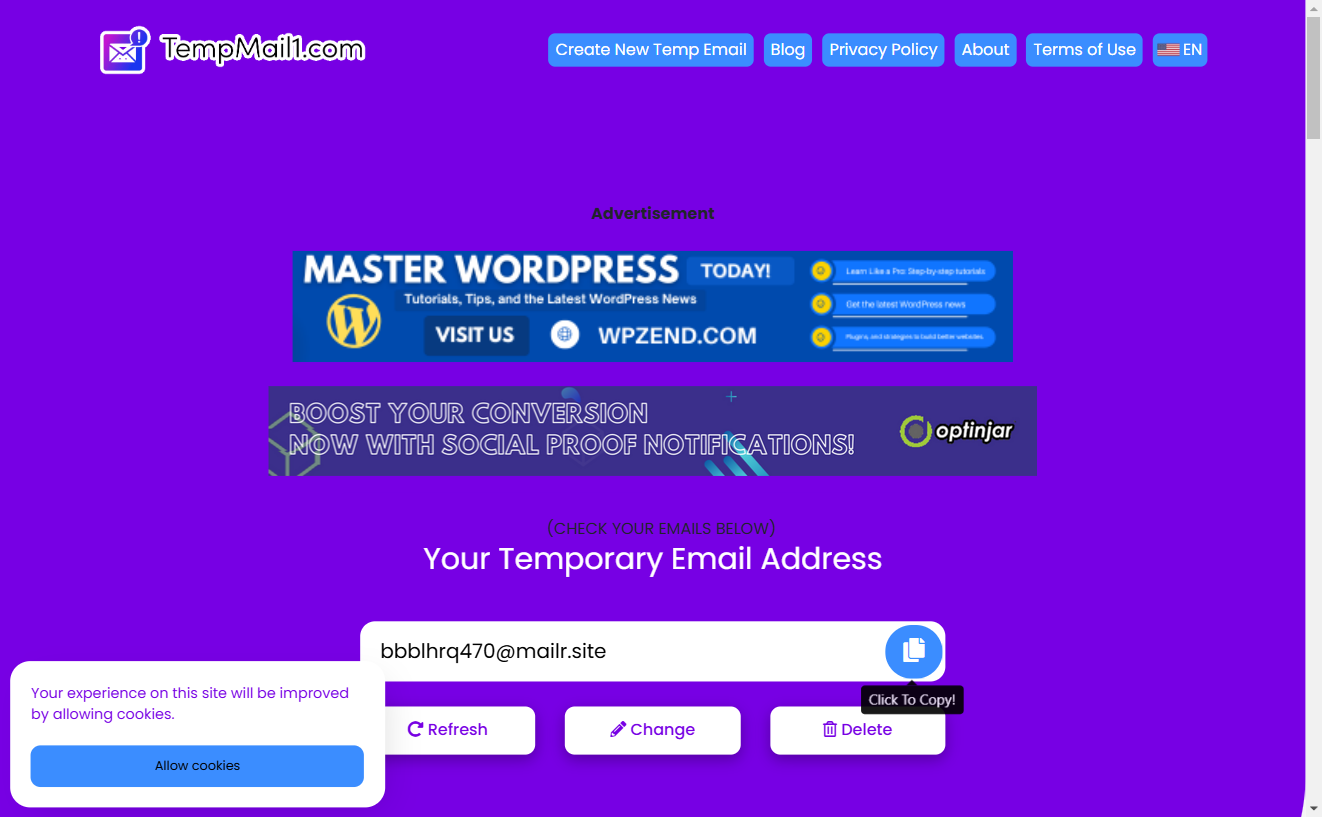 TempMail1.com
Create New Temp Email
Blog
Privacy Policy
About
Terms of Use
EN
Advertisement
MASTER WORDPRESS TODAY!
Tutorials, Tips, and the Latest WordPress News
VISIT US WPZEND.COM
Learn Like a Pro: Step-by-step tutorials
Get the latest WordPress news
Plugins, and strategies to build better websites.
BOOST YOUR CONVERSION
NOW WITH SOCIAL PROOF NOTIFICATIONS!
optinjar
(CHECK YOUR EMAILS BELOW)
Your Temporary Email Address
bbblhrq470@mailr.site
Click To Copy!
Refresh
Change
Delete
Your experience on this site will be improved
by allowing cookies.
Allow cookies